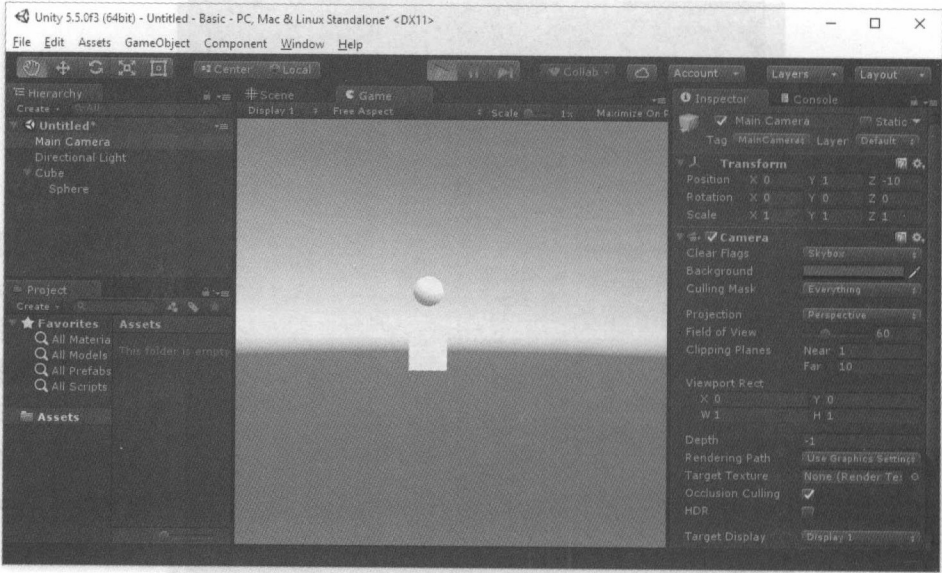 Unity 5.5.0f3 (64bit) - Untitled - Basic - PC, Mac & Linux Standalone* <DX11>
File Edit Assets GameObject Component Window Help
Center Local Collab Account Layers Layout
Hierarchy
Create All
Untitled*
Main Camera
Directional Light
Cube
Sphere
Project
Create
Favorites
All Materia
All Models
All Prefabs
All Scripts
Assets
Assets
This folder is empty
Scene Game
Display 1 Free Aspect Scale 1x Maximize On P
Inspector Console
Main Camera Static
Tag MainCamera Layer Default
Transform
Position X 0 Y 1 Z -10
Rotation X 0 Y 0 Z 0
Scale X 1 Y 1 Z 1
Camera
Clear Flags Skybox
Background
Culling Mask Everything
Projection Perspective
Field of View 60
Clipping Planes Near 1
Far 10
Viewport Rect
X 0 Y 0
W 1 H 1
Depth -1
Rendering Path Use Graphics Settings
Target Texture None (Render Te:
Occlusion Culling
HDR
Target Display Display 1